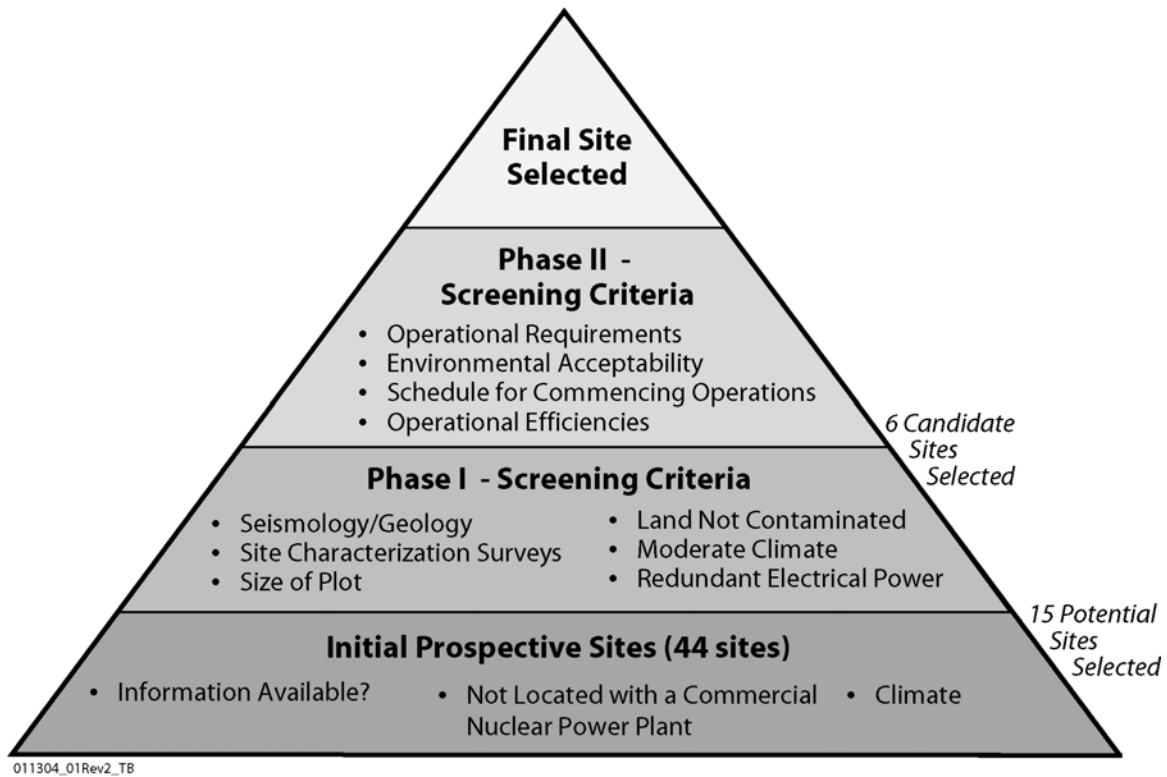 Final Site
Selected
Phase II -
Screening Criteria
• Operational Requirements
• Environmental Acceptability
• Schedule for Commencing Operations
• Operational Efficiencies
6 Candidate
Sites
Selected
Phase I - Screening Criteria
• Seismology/Geology
• Site Characterization Surveys
• Size of Plot
• Land Not Contaminated
• Moderate Climate
• Redundant Electrical Power
15 Potential
Sites
Selected
Initial Prospective Sites (44 sites)
• Information Available?
• Not Located with a Commercial
Nuclear Power Plant
• Climate
011304_01Rev2_TB